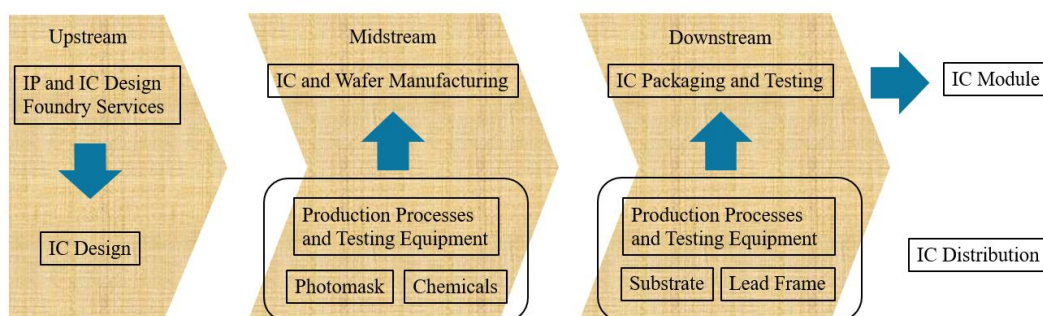 Upstream
IP and IC Design
Foundry Services
IC Design
Midstream
IC and Wafer Manufacturing
Production Processes
and Testing Equipment
Photomask
Chemicals
Downstream
IC Packaging and Testing
Production Processes
and Testing Equipment
Substrate
Lead Frame
IC Module
IC Distribution